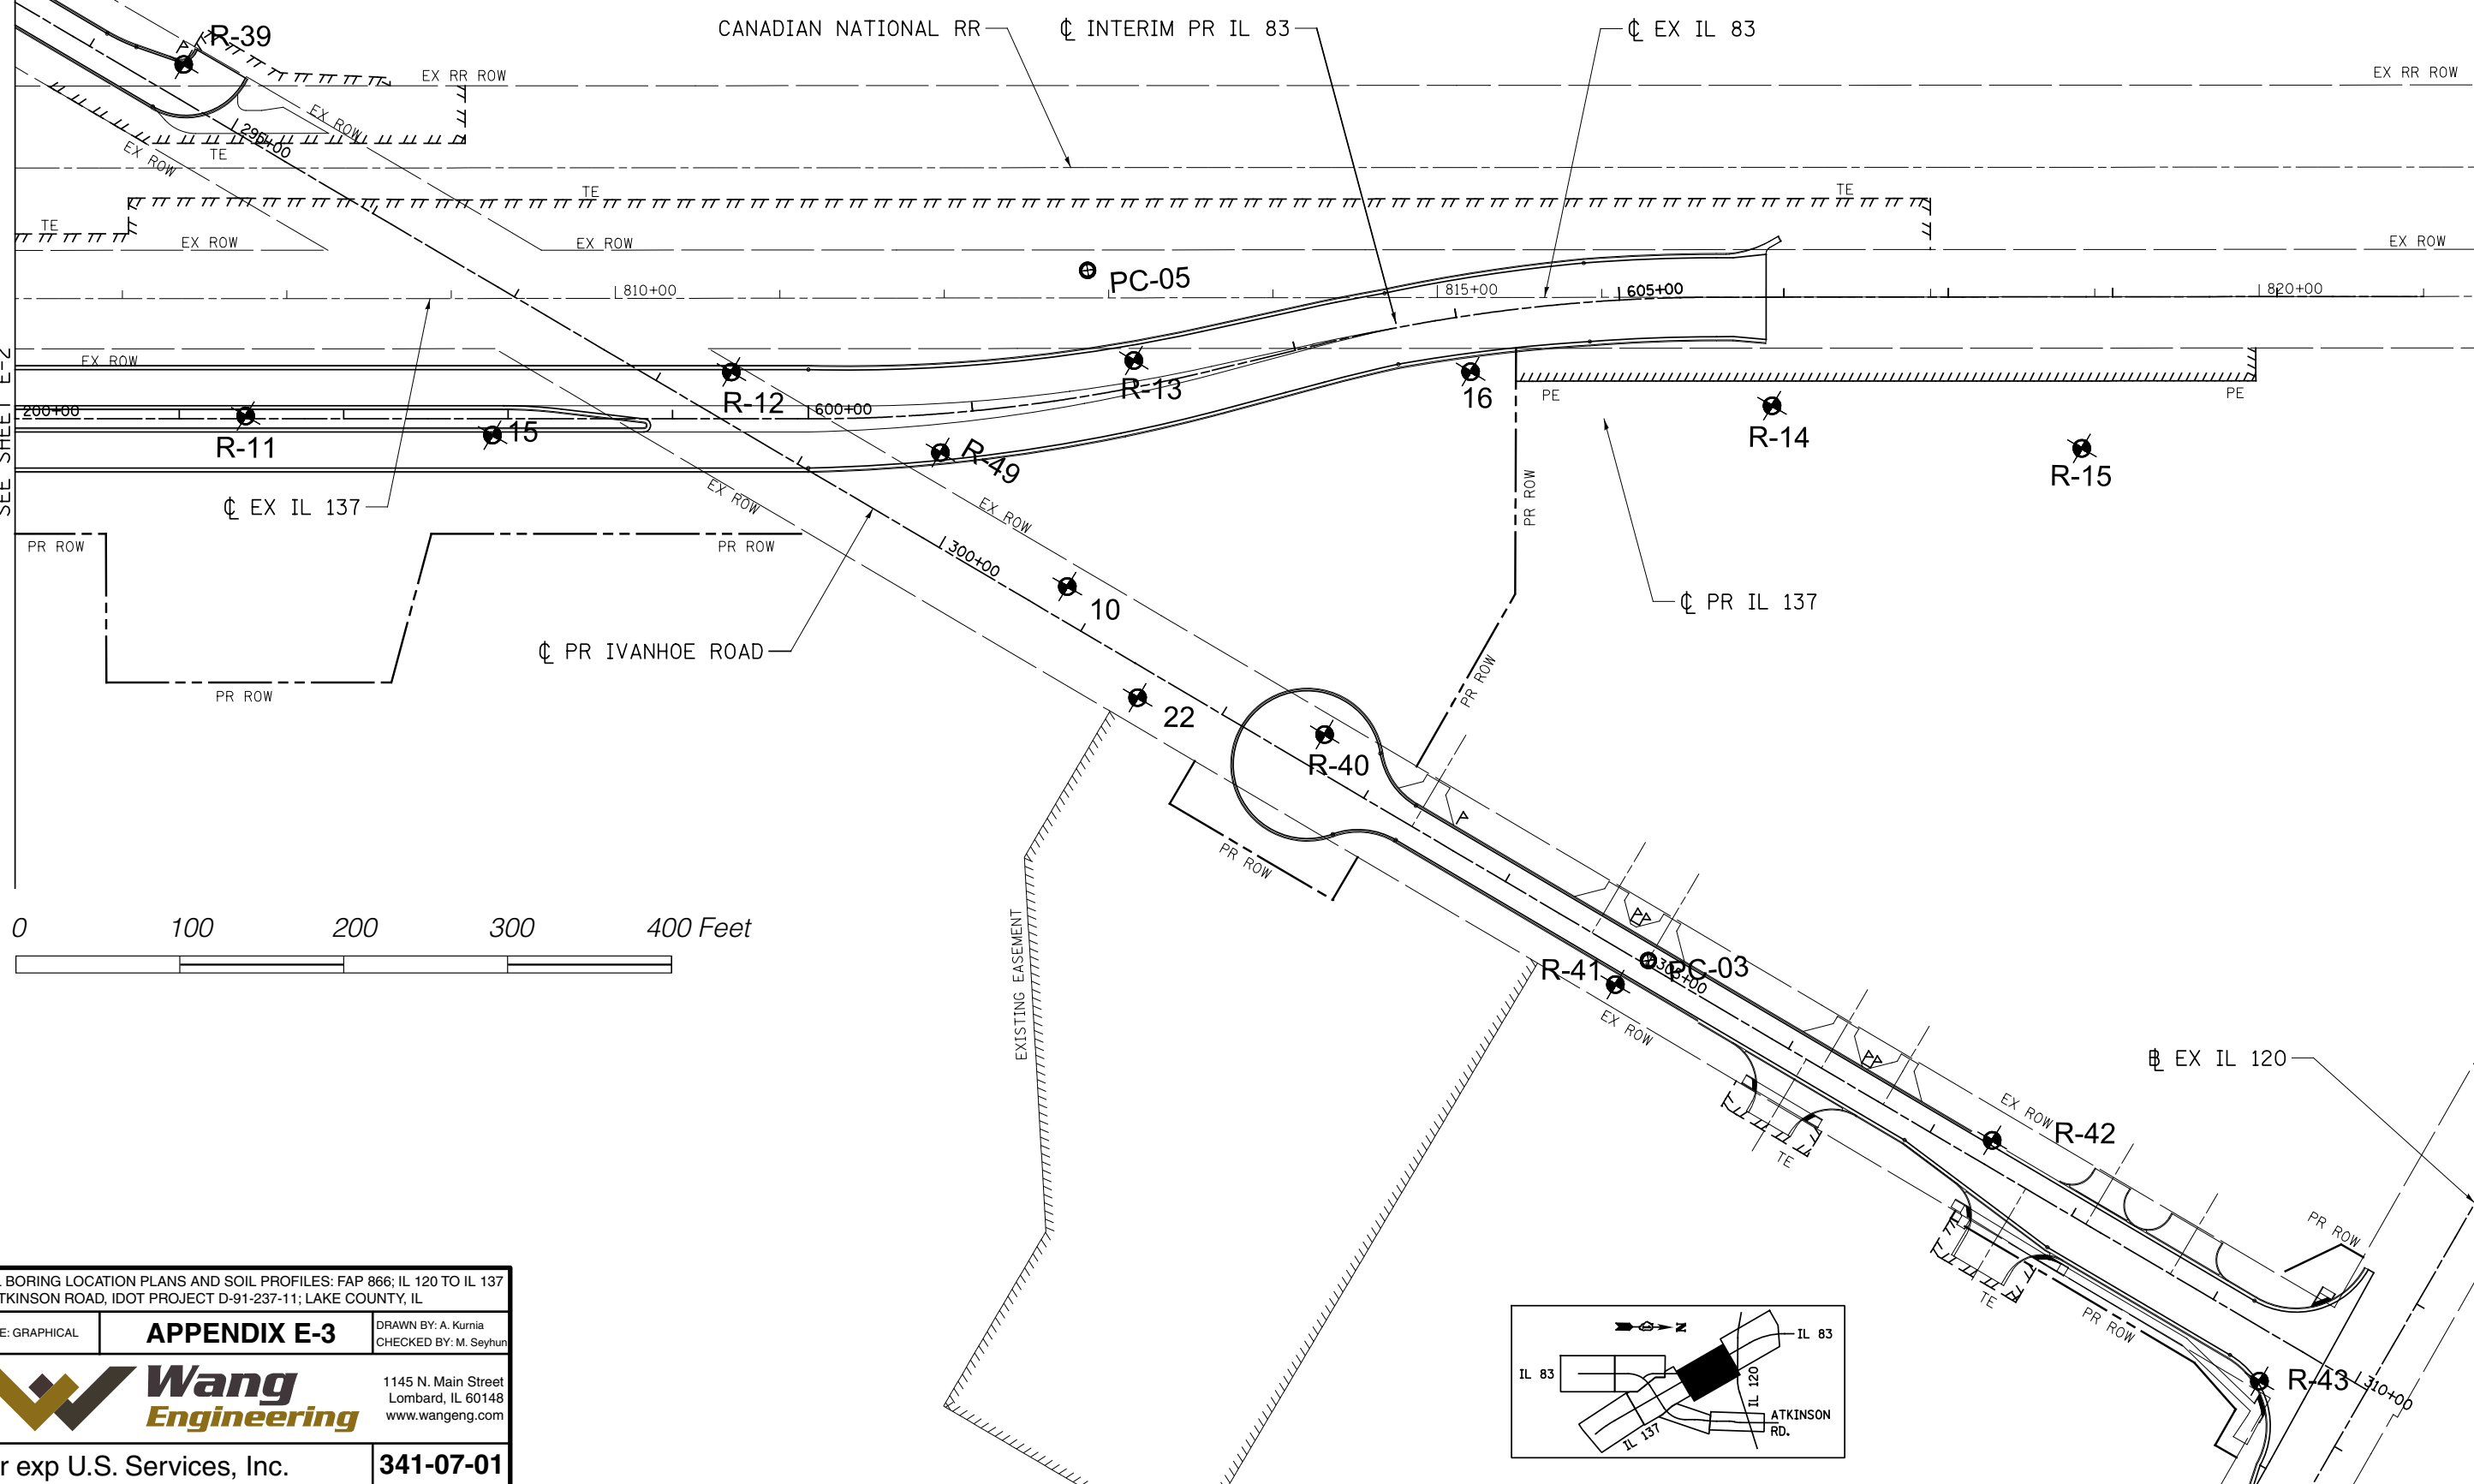 CANADIAN NATIONAL RR
℄ INTERIM PR IL 83
℄ EX IL 83
R-39
EX RR ROW
EX RR ROW
EX ROW
295+00
TE
EX ROW
TE
TE
TE
EX ROW
EX ROW
EX ROW
PC-05
810+00
815+00
605+00
820+00
SEE SHEET E-2
EX ROW
200+00
R-11
15
R-12
600+00
R-13
R-49
16
PE
PE
R-14
R-15
℄ EX IL 137
EX ROW
EX ROW
PR ROW
PR ROW
PR ROW
PR ROW
300+00
10
℄ PR IVANHOE ROAD
℄ PR IL 137
PR ROW
22
R-40
PR ROW
0 100 200 300 400 Feet
EXISTING EASEMENT
R-41
PC-03
305+00
EX ROW
℄ EX IL 120
EX ROW
R-42
TE
PR ROW
TE
PR ROW
R-43
310+00
BORING LOCATION PLANS AND SOIL PROFILES: FAP 866; IL 120 TO IL 137
TKINSON ROAD, IDOT PROJECT D-91-237-11; LAKE COUNTY, IL
E: GRAPHICAL
APPENDIX E-3
DRAWN BY: A. Kurnia
CHECKED BY: M. Seyhun
Wang
Engineering
1145 N. Main Street
Lombard, IL 60148
www.wangeng.com
r exp U.S. Services, Inc.
341-07-01
N
IL 83
IL 83
IL 120
IL 137
ATKINSON
RD.